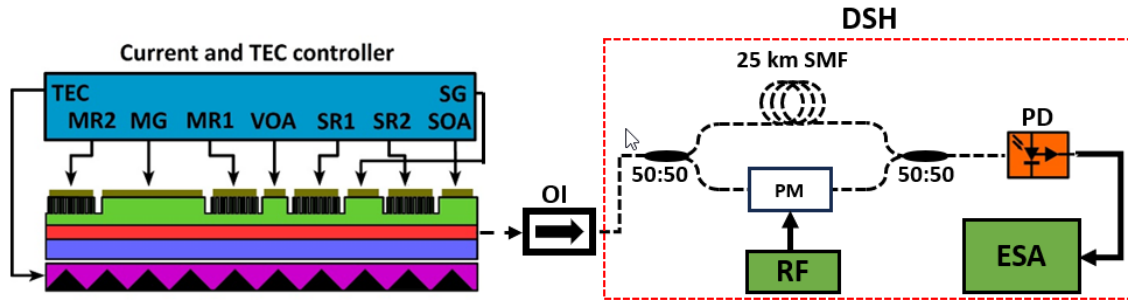 DSH
Current and TEC controller
25 km SMF
TEC
SG
MR2 MG MR1 VOA SR1 SR2 SOA
PD
50:50
50:50
OI
PM
RF
ESA